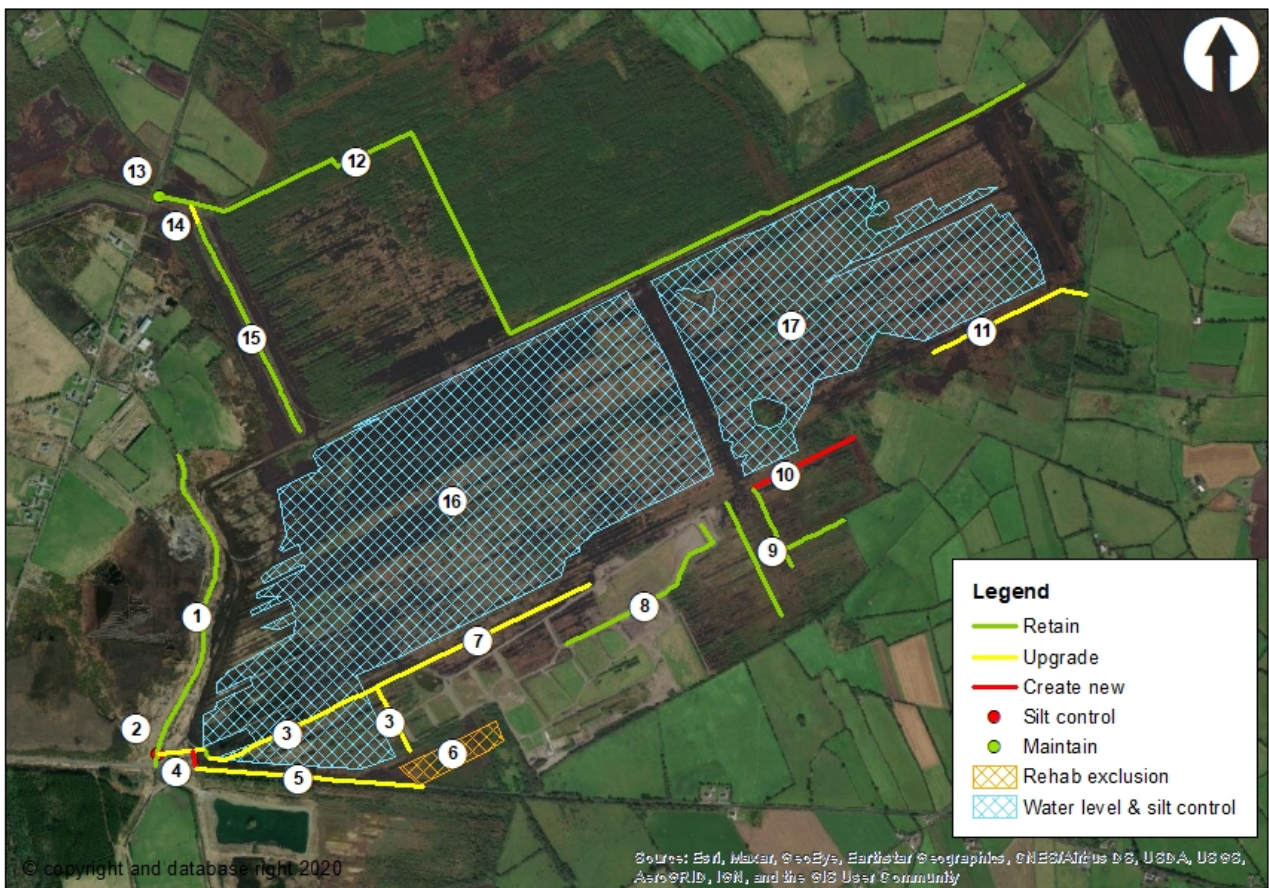 13
12
14
15
17
11
16
10
9
1
8
7
2
3
3
4
5
6
Legend
Retain
Upgrade
Create new
Silt control
Maintain
Rehab exclusion
Water level & silt control
© copyright and database right 2020
Source: Esri, Maxar, GeoEye, Earthstar Geographics, CNES/Airbus DS, USDA, USGS,
AeroGRID, IGN, and the GIS User Community